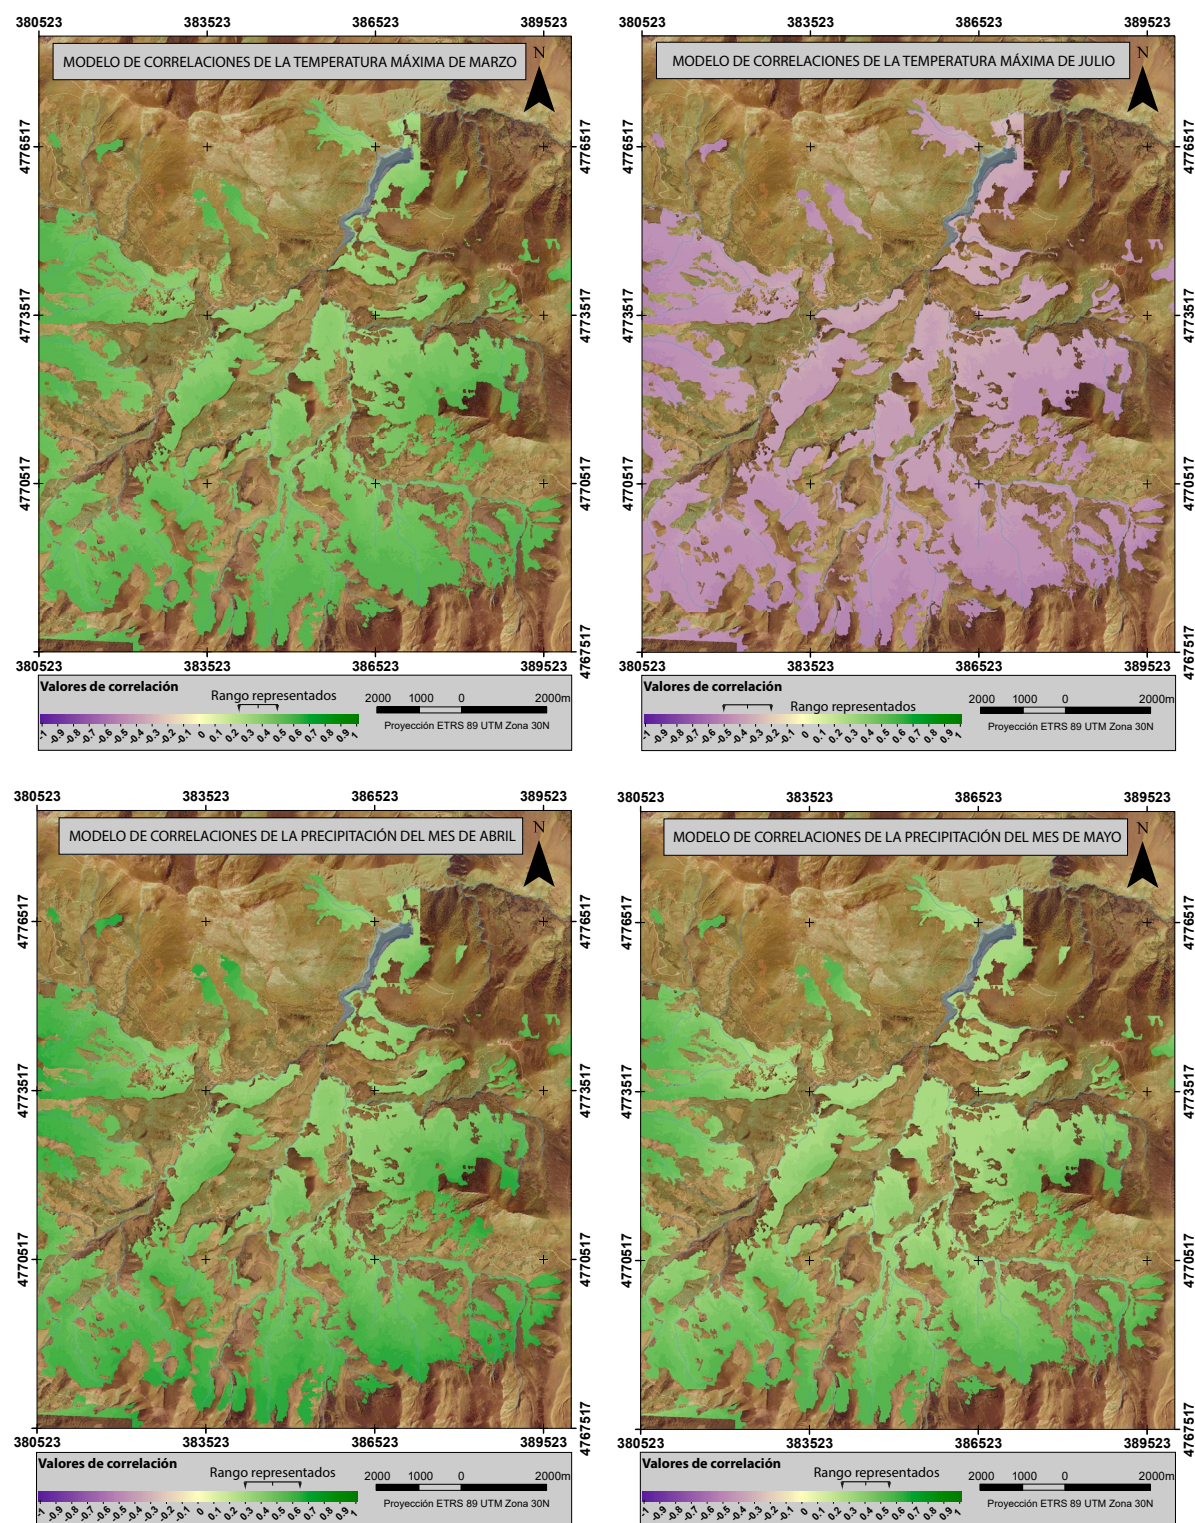 380523 383523 386523 389523
380523 383523 386523 389523
MODELO DE CORRELACIONES DE LA TEMPERATURA MÁXIMA DE MARZO
N
MODELO DE CORRELACIONES DE LA TEMPERATURA MÁXIMA DE JULIO
N
4776517 4776517
4776517 4776517
4773517 4773517
4773517 4773517
4770517 4770517
4770517 4770517
4767517
4767517
380523 383523 386523 389523
380523 383523 386523 389523
Valores de correlación
Rango representados
-1 -0.9 -0.8 -0.7 -0.6 -0.5 -0.4 -0.3 -0.2 -0.1 0 0.1 0.2 0.3 0.4 0.5 0.6 0.7 0.8 0.9 1
2000 1000 0 2000m
Proyección ETRS 89 UTM Zona 30N
Valores de correlación
Rango representados
-1 -0.9 -0.8 -0.7 -0.6 -0.5 -0.4 -0.3 -0.2 -0.1 0 0.1 0.2 0.3 0.4 0.5 0.6 0.7 0.8 0.9 1
2000 1000 0 2000m
Proyección ETRS 89 UTM Zona 30N
380523 383523 386523 389523
380523 383523 386523 389523
MODELO DE CORRELACIONES DE LA PRECIPITACIÓN DEL MES DE ABRIL
N
MODELO DE CORRELACIONES DE LA PRECIPITACIÓN DEL MES DE MAYO
N
4776517 4776517
4776517 4776517
4773517 4773517
4773517 4773517
4770517 4770517
4770517 4770517
4767517
4767517
380523 383523 386523 389523
380523 383523 386523 389523
Valores de correlación
Rango representados
-1 -0.9 -0.8 -0.7 -0.6 -0.5 -0.4 -0.3 -0.2 -0.1 0 0.1 0.2 0.3 0.4 0.5 0.6 0.7 0.8 0.9 1
2000 1000 0 2000m
Proyección ETRS 89 UTM Zona 30N
Valores de correlación
Rango representados
-1 -0.9 -0.8 -0.7 -0.6 -0.5 -0.4 -0.3 -0.2 -0.1 0 0.1 0.2 0.3 0.4 0.5 0.6 0.7 0.8 0.9 1
2000 1000 0 2000m
Proyección ETRS 89 UTM Zona 30N